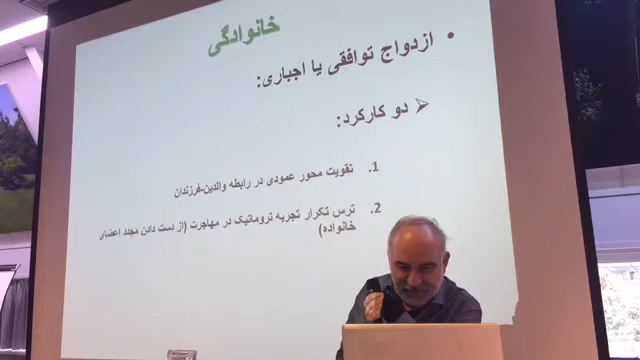 خانوادگی
• ازدواج توافقی یا اجباری:
➢ دو کارکرد:
1. تقویت محور عمودی در رابطه والدین-فرزندان
2. ترس تکرار تجربه تروماتیک در مهاجرت (از دست دادن مجدد اعضای
خانواده)